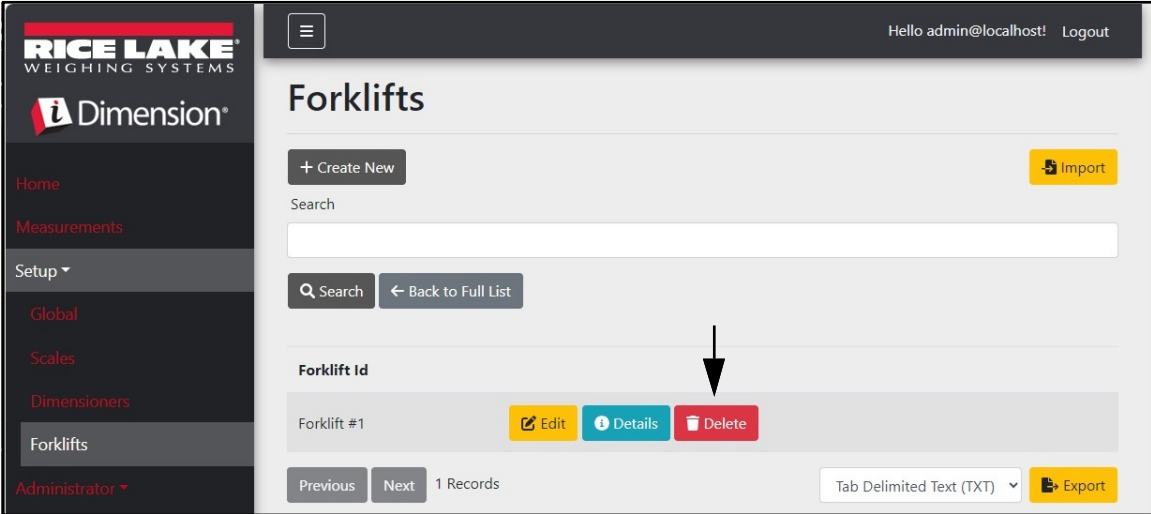 RICE LAKE®
WEIGHING SYSTEMS
i Dimension®
Home
Measurements
Setup
Global
Scales
Dimensioners
Forklifts
Administrator
Hello admin@localhost! Logout
Forklifts
+ Create New
Import
Search
Search
← Back to Full List
Forklift Id
Forklift #1
Edit
Details
Delete
Previous
Next
1 Records
Tab Delimited Text (TXT)
Export